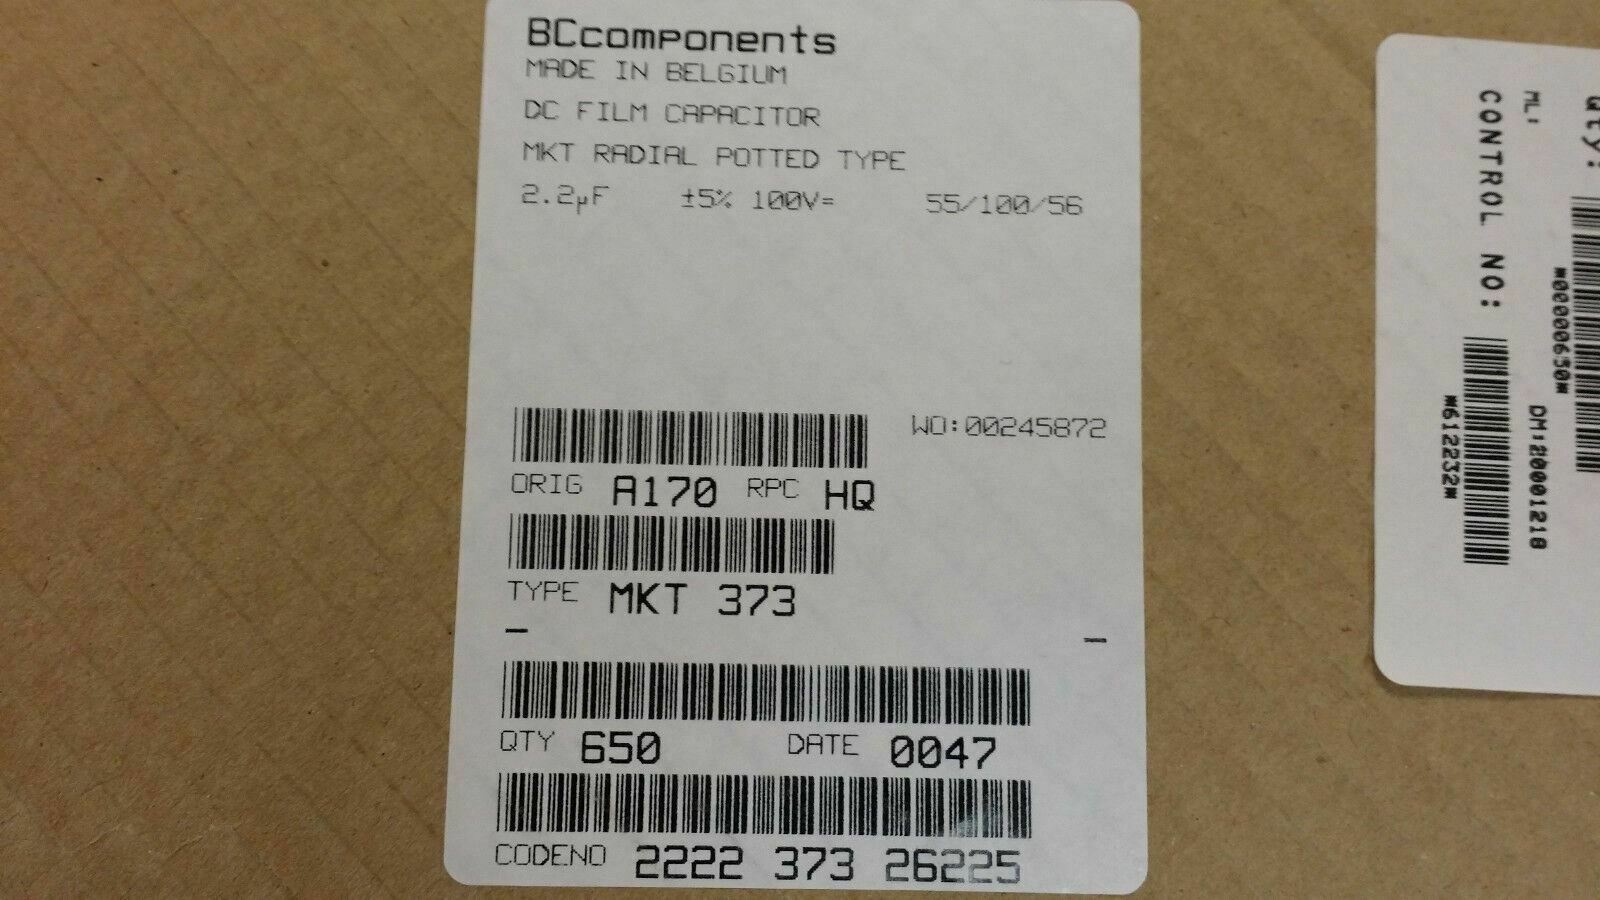 BCcomponents
MADE IN BELGIUM
DC FILM CAPACITOR
MKT RADIAL POTTED TYPE
2.2µF ±5% 100V= 55/100/56
WO:00245872
ORIG A170 RPC HQ
TYPE MKT 373
- -
QTY 650 DATE 0047
CODENO 2222 373 26225
Qty:
*00000650*
ML: DM:20001218
CONTROL NO:
*612232*